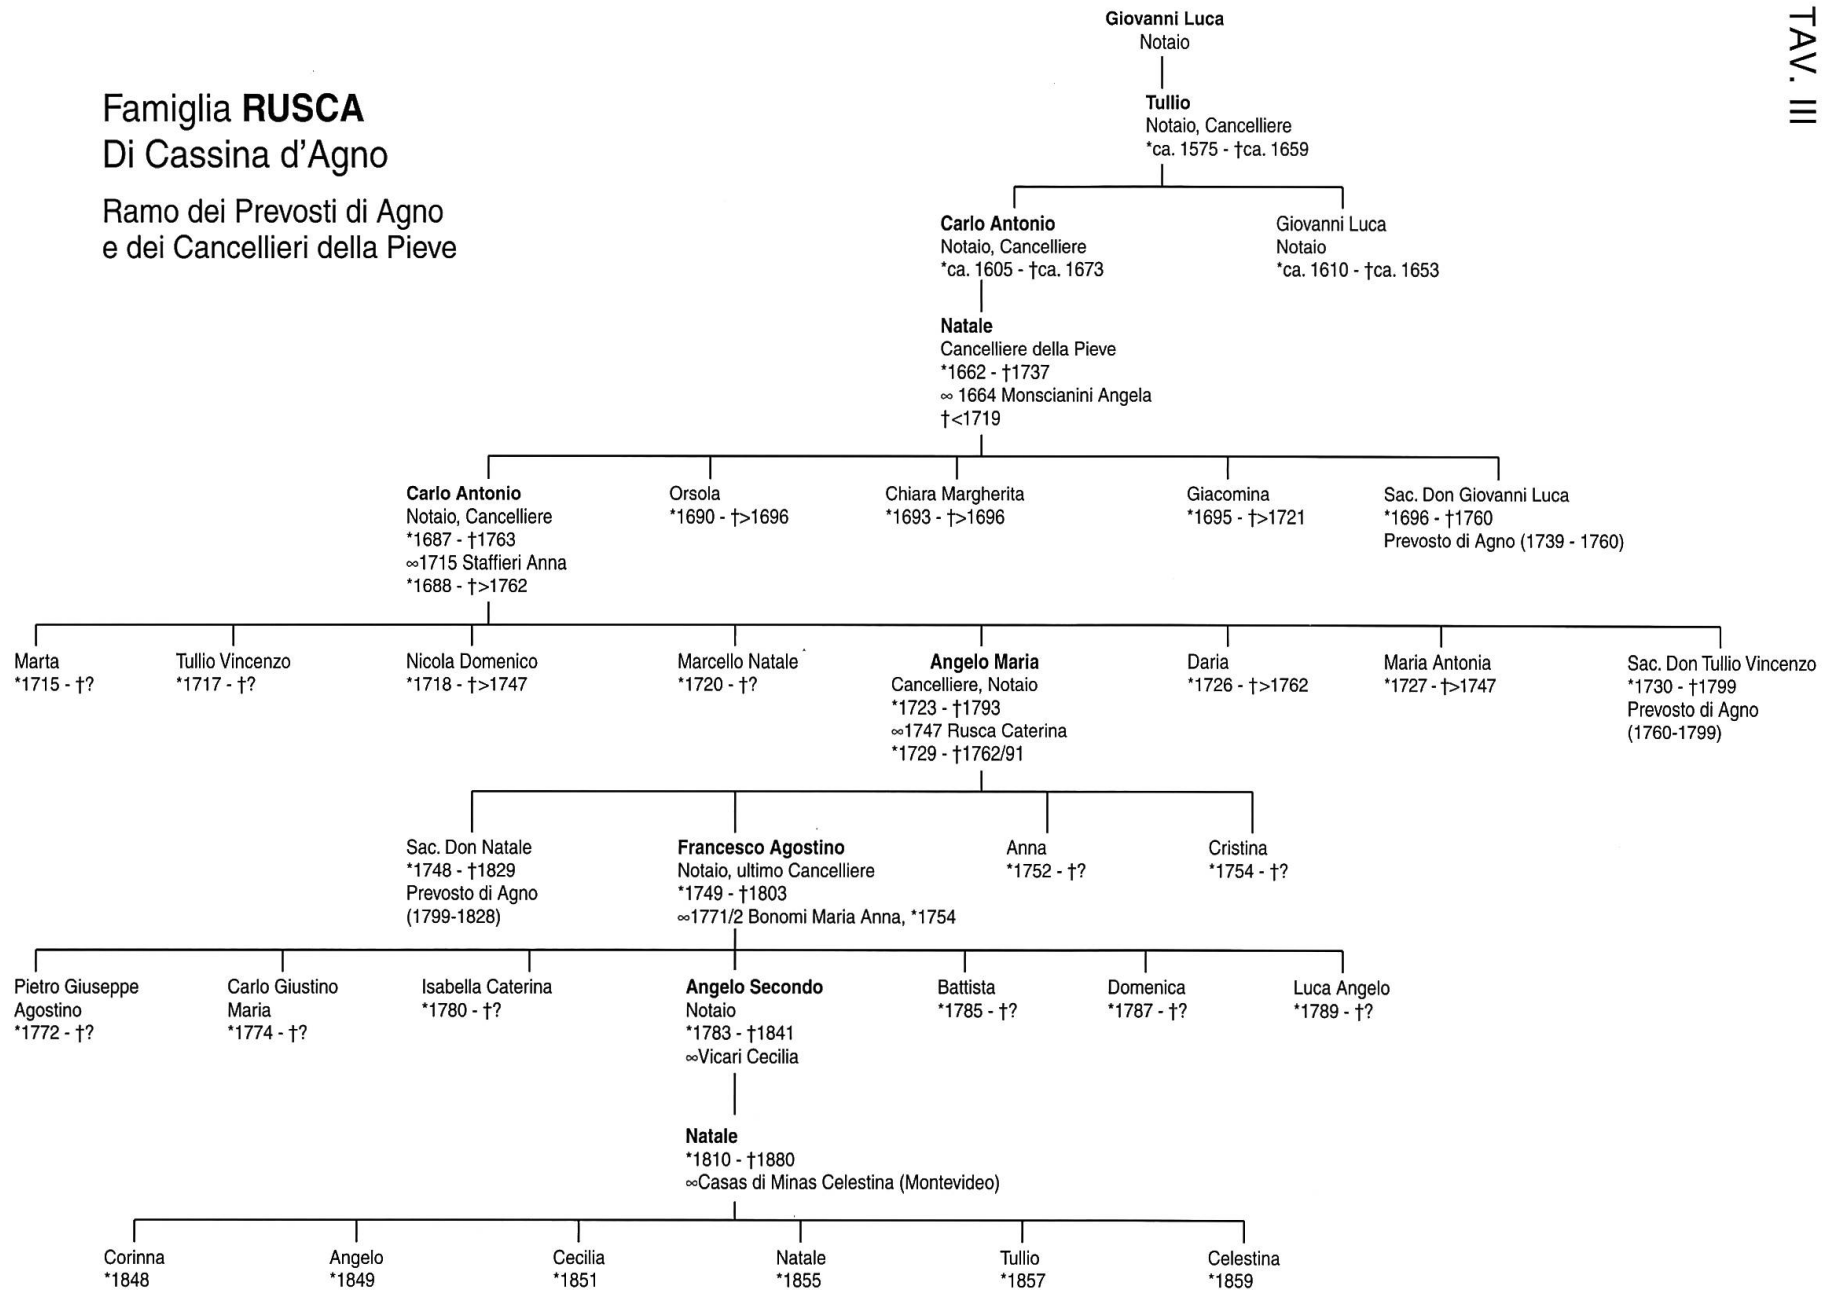 TAV. III
Famiglia RUSCA
Di Cassina d'Agno
Ramo dei Prevosti di Agno
e dei Cancellieri della Pieve
Giovanni Luca
Notaio
Tullio
Notaio, Cancelliere
*ca. 1575 - †ca. 1659
Carlo Antonio
Notaio, Cancelliere
*ca. 1605 - †ca. 1673
Giovanni Luca
Notaio
*ca. 1610 - †ca. 1653
Natale
Cancelliere della Pieve
*1662 - †1737
∞ 1664 Monscianini Angela
†<1719
Carlo Antonio
Notaio, Cancelliere
*1687 - †1763
∞1715 Staffieri Anna
*1688 - †>1762
Orsola
*1690 - †>1696
Chiara Margherita
*1693 - †>1696
Giacomina
*1695 - †>1721
Sac. Don Giovanni Luca
*1696 - †1760
Prevosto di Agno (1739 - 1760)
Marta
*1715 - †?
Tullio Vincenzo
*1717 - †?
Nicola Domenico
*1718 - †>1747
Marcello Natale
*1720 - †?
Angelo Maria
Cancelliere, Notaio
*1723 - †1793
∞1747 Rusca Caterina
*1729 - †1762/91
Daria
*1726 - †>1762
Maria Antonia
*1727 - †>1747
Sac. Don Tullio Vincenzo
*1730 - †1799
Prevosto di Agno
(1760-1799)
Sac. Don Natale
*1748 - †1829
Prevosto di Agno
(1799-1828)
Francesco Agostino
Notaio, ultimo Cancelliere
*1749 - †1803
∞1771/2 Bonomi Maria Anna, *1754
Anna
*1752 - †?
Cristina
*1754 - †?
Pietro Giuseppe
Agostino
*1772 - †?
Carlo Giustino
Maria
*1774 - †?
Isabella Caterina
*1780 - †?
Angelo Secondo
Notaio
*1783 - †1841
∞Vicari Cecilia
Battista
*1785 - †?
Domenica
*1787 - †?
Luca Angelo
*1789 - †?
Natale
*1810 - †1880
∞Casas di Minas Celestina (Montevideo)
Corinna
*1848
Angelo
*1849
Cecilia
*1851
Natale
*1855
Tullio
*1857
Celestina
*1859